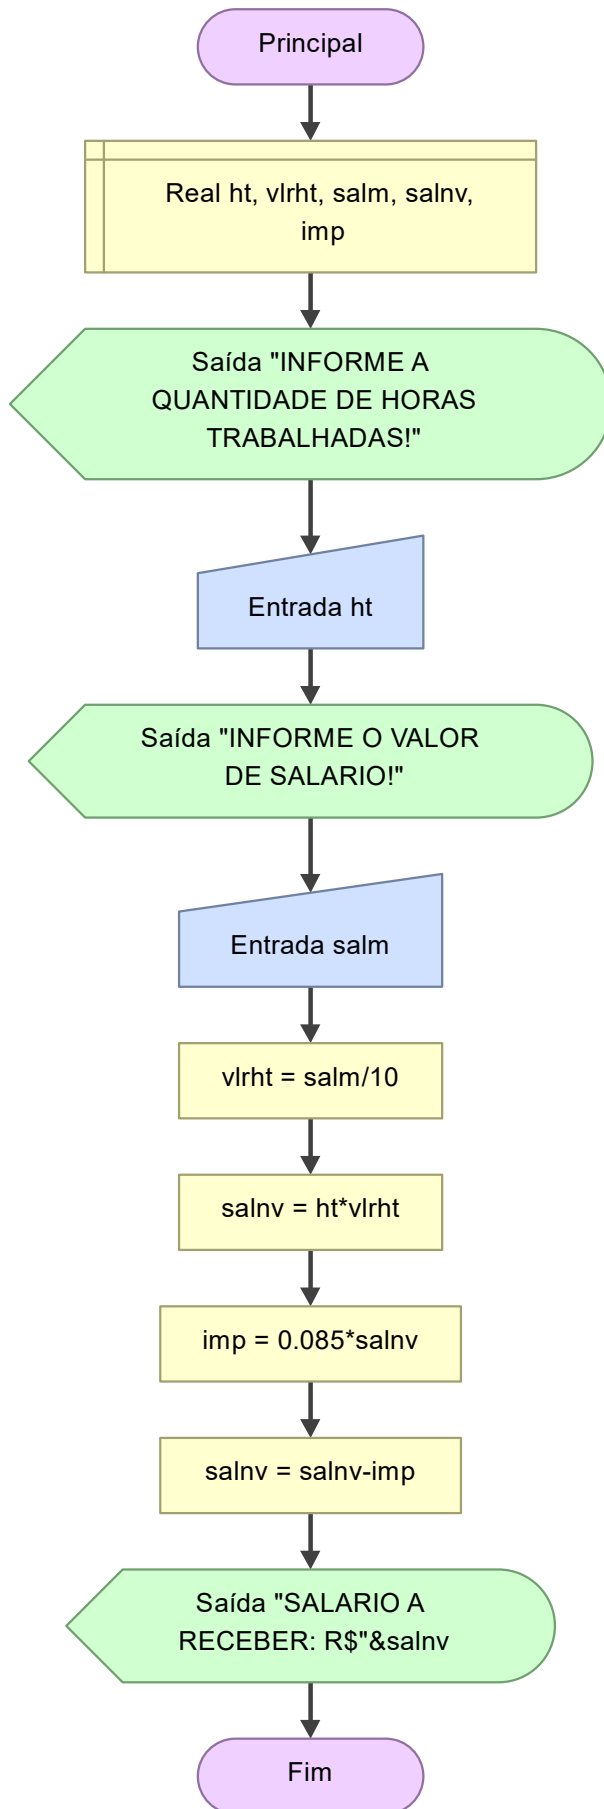 Principal
Real ht, vlrht, salm, salnv,
imp
Saída "INFORME A
QUANTIDADE DE HORAS
TRABALHADAS!"
Entrada ht
Saída "INFORME O VALOR
DE SALARIO!"
Entrada salm
vlrht = salm/10
salnv = ht*vlrht
imp = 0.085*salnv
salnv = salnv-imp
Saída "SALARIO A
RECEBER: R$"&salnv
Fim